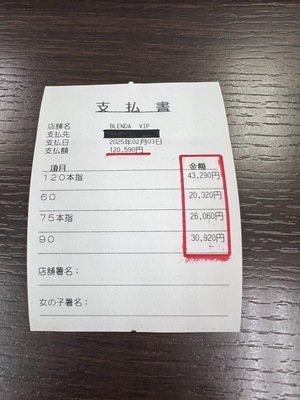 支払書
店舗名 BLENDA VIP
支払先
支払日 2025年02月03日
支払額 120,590円
項目 金額
120本指 43,290円
60 20,320円
75本指 26,060円
90 30,920円
店舗署名：
女の子署名：